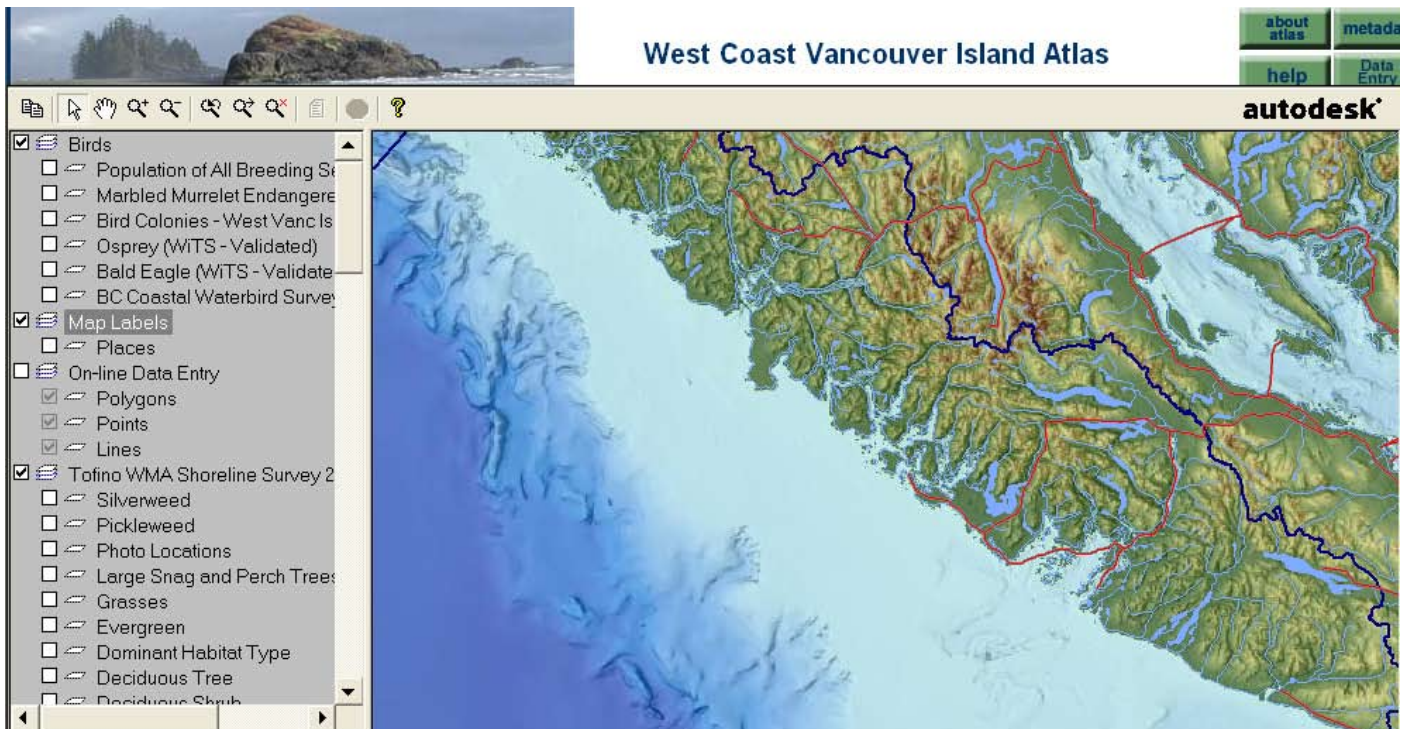 West Coast Vancouver Island Atlas
about
atlas
metada
help
Data
Entry
autodesk®
Birds
Population of All Breeding Se
Marbled Murrelet Endangere
Bird Colonies - West Vanc Is
Osprey (WiTS - Validated)
Bald Eagle (WiTS - Validate
BC Coastal Waterbird Survey
Map Labels
Places
On-line Data Entry
Polygons
Points
Lines
Tofino WMA Shoreline Survey 2
Silverweed
Pickleweed
Photo Locations
Large Snag and Perch Trees
Grasses
Evergreen
Dominant Habitat Type
Deciduous Tree
Deciduous Shrub